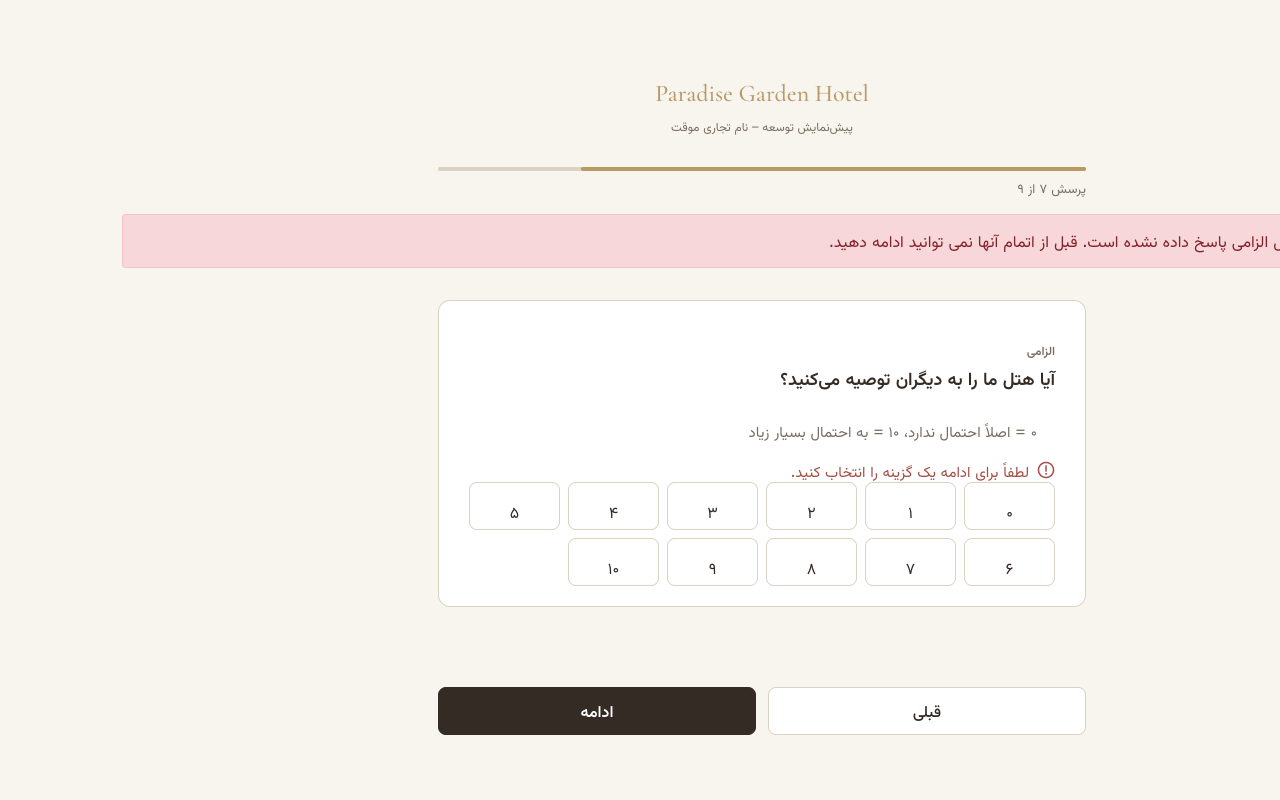 Paradise Garden Hotel
پیش‌نمایش توسعه – نام تجاری موقت
پرسش ۷ از ۹
الزامی پاسخ داده نشده است. قبل از اتمام آنها نمی توانید ادامه دهید.
الزامی
آیا هتل ما را به دیگران توصیه می‌کنید؟
۰ = اصلاً احتمال ندارد، ۱۰ = به احتمال بسیار زیاد
لطفاً برای ادامه یک گزینه را انتخاب کنید.
۰ ۱ ۲ ۳ ۴ ۵
۶ ۷ ۸ ۹ ۱۰
قبلی ادامه